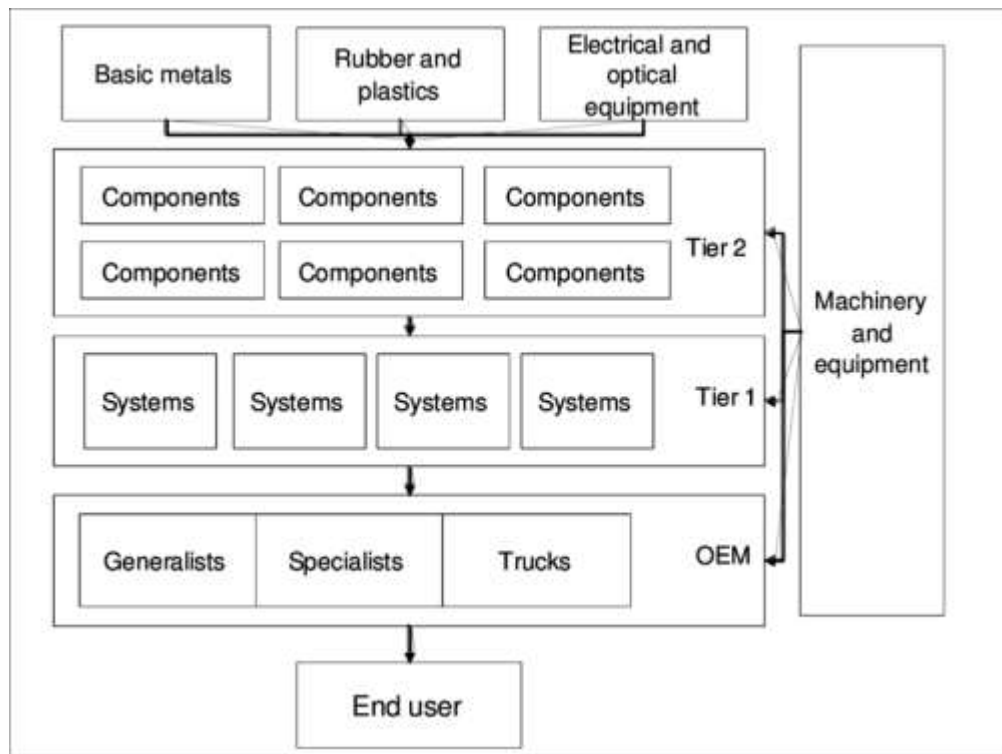 Basic metals
Rubber and
plastics
Electrical and
optical
equipment
Components
Components
Components
Components
Components
Components
Tier 2
Machinery
and
equipment
Systems
Systems
Systems
Systems
Tier 1
Generalists
Specialists
Trucks
OEM
End user